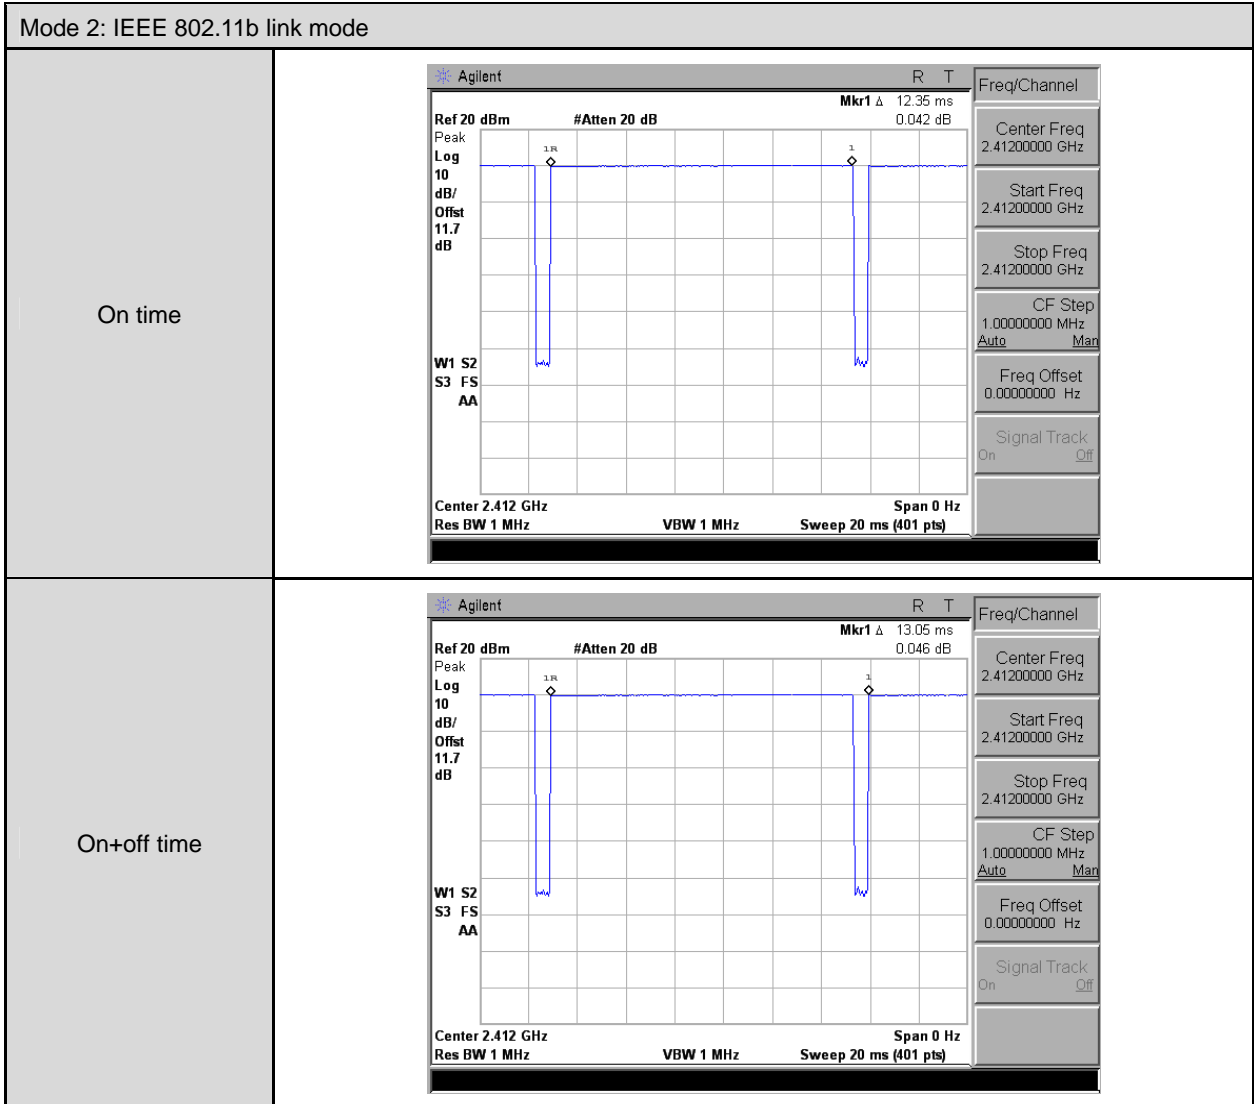 Mode 2: IEEE 802.11b link mode
On time
Agilent R T
Mkr1 Δ 12.35 ms
Ref 20 dBm #Atten 20 dB 0.042 dB
Peak
Log
10
dB/
Offst
11.7
dB
1R
1
W1 S2
S3 FS
AA
Center 2.412 GHz Span 0 Hz
Res BW 1 MHz VBW 1 MHz Sweep 20 ms (401 pts)
Freq/Channel
Center Freq
2.41200000 GHz
Start Freq
2.41200000 GHz
Stop Freq
2.41200000 GHz
CF Step
1.00000000 MHz
Auto Man
Freq Offset
0.00000000 Hz
Signal Track
On Off
On+off time
Agilent R T
Mkr1 Δ 13.05 ms
Ref 20 dBm #Atten 20 dB 0.046 dB
Peak
Log
10
dB/
Offst
11.7
dB
1R
1
W1 S2
S3 FS
AA
Center 2.412 GHz Span 0 Hz
Res BW 1 MHz VBW 1 MHz Sweep 20 ms (401 pts)
Freq/Channel
Center Freq
2.41200000 GHz
Start Freq
2.41200000 GHz
Stop Freq
2.41200000 GHz
CF Step
1.00000000 MHz
Auto Man
Freq Offset
0.00000000 Hz
Signal Track
On Off